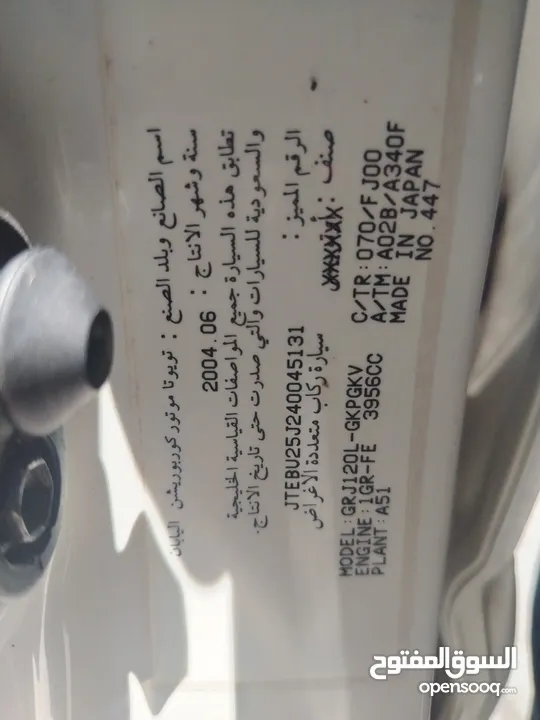 اسم الصانع وبلد الصنع : تويوتا موتور كوربوريشن اليابان
سنة وشهر الانتاج : 2004.06
تطابق هذه السيارة جميع المواصفات القياسية الخليجية
والسعودية للسيارات والتي صدرت حتى تاريخ الانتاج.
الرقم المميز : JTEBU25J240045131
صنف : سيارة ركاب متعددة الاغراض
MODEL:GRJ120L-GKPGKV C/TR:070/FJ00
ENGINE:1GR-FE 3956CC A/TM:A02B/A340F
PLANT:A51 MADE IN JAPAN
NO.447
السوق المفتوح
opensooq.com